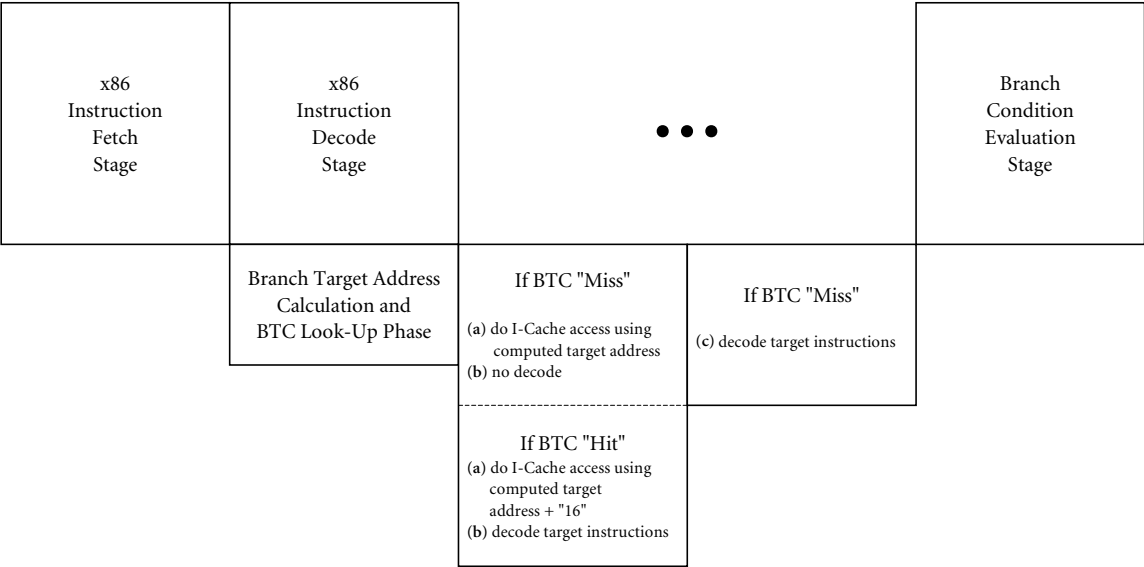 x86
Instruction
Fetch
Stage
x86
Instruction
Decode
Stage
• • •
Branch
Condition
Evaluation
Stage
Branch Target Address
Calculation and
BTC Look-Up Phase
If BTC "Miss"
(a) do I-Cache access using
computed target address
(b) no decode
If BTC "Miss"
(c) decode target instructions
If BTC "Hit"
(a) do I-Cache access using
computed target
address + "16"
(b) decode target instructions